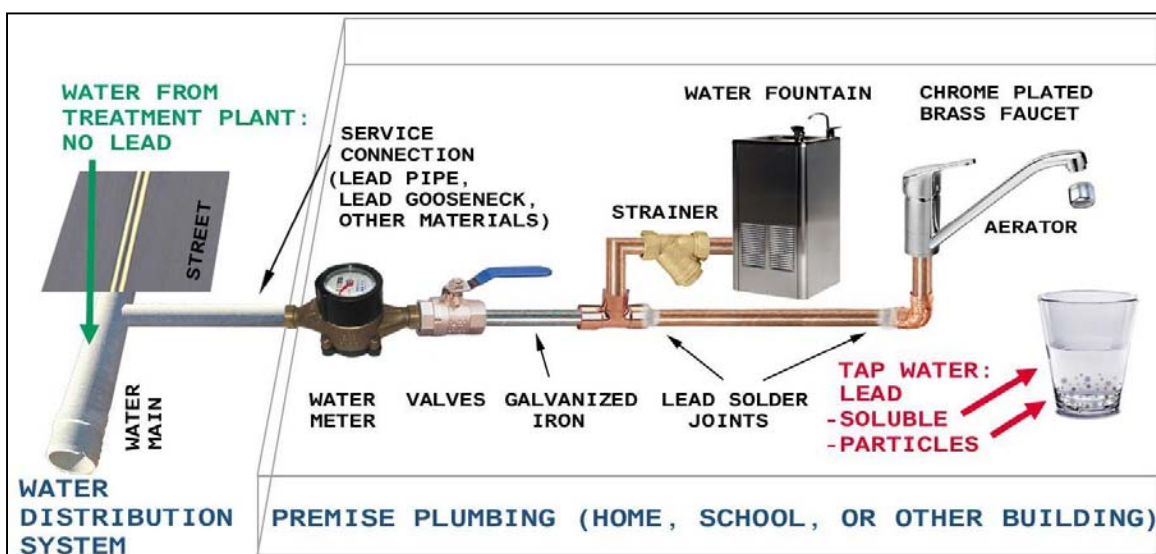 WATER FROM
TREATMENT PLANT:
NO LEAD
STREET
WATER
MAIN
WATER
DISTRIBUTION
SYSTEM
SERVICE
CONNECTION
(LEAD PIPE,
LEAD GOOSENECK,
OTHER MATERIALS)
WATER
METER
VALVES
GALVANIZED
IRON
STRAINER
WATER FOUNTAIN
LEAD SOLDER
JOINTS
CHROME PLATED
BRASS FAUCET
AERATOR
TAP WATER:
LEAD
-SOLUBLE
-PARTICLES
PREMISE PLUMBING (HOME, SCHOOL, OR OTHER BUILDING)